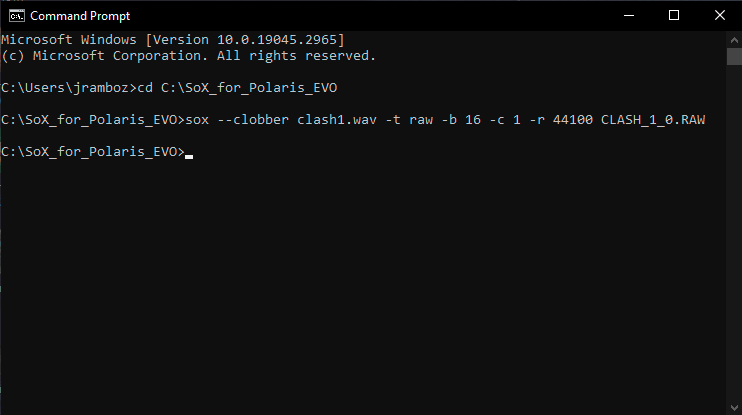 Command Prompt
Microsoft Windows [Version 10.0.19045.2965]
(c) Microsoft Corporation. All rights reserved.
C:\Users\jramboz>cd C:\SoX_for_Polaris_EVO
C:\SoX_for_Polaris_EVO>sox --clobber clash1.wav -t raw -b 16 -c 1 -r 44100 CLASH_1_0.RAW
C:\SoX_for_Polaris_EVO>